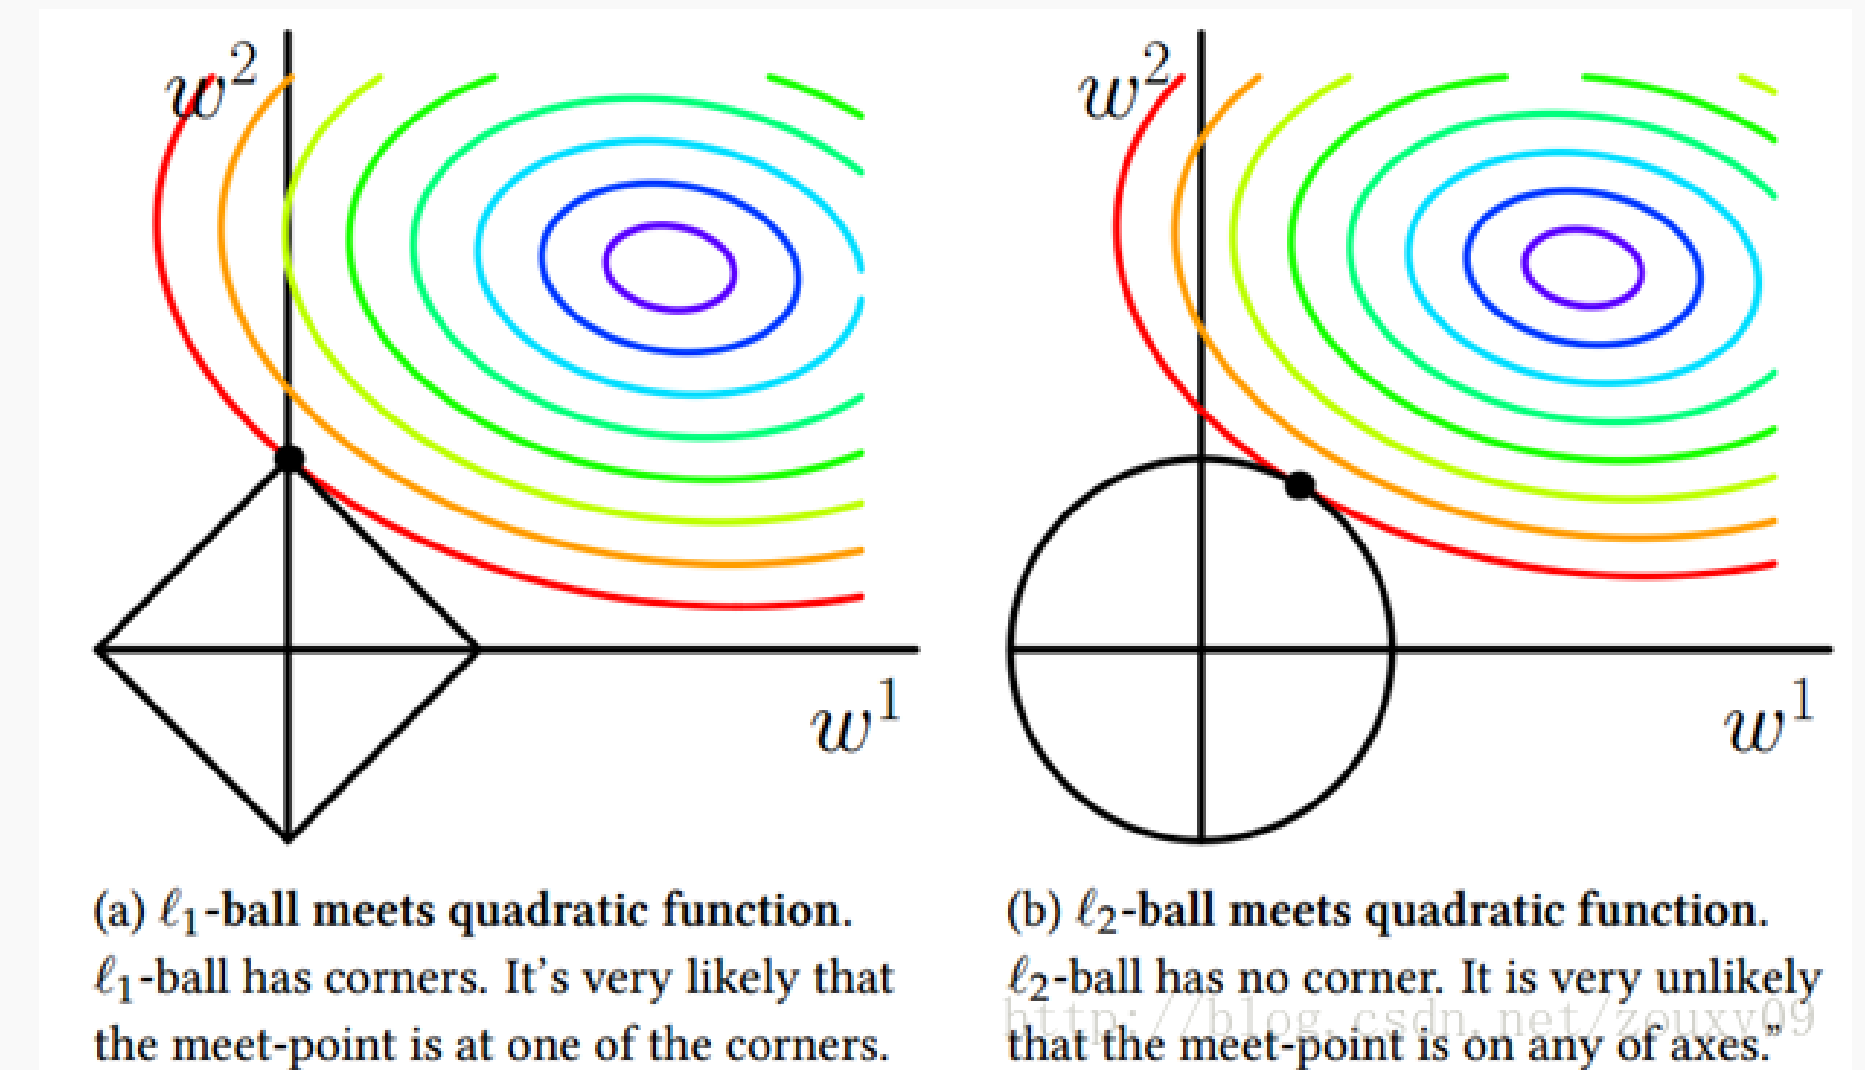 w²
w¹
(a) ℓ₁-ball meets quadratic function.
ℓ₁-ball has corners. It’s very likely that
the meet-point is at one of the corners.
w²
w¹
(b) ℓ₂-ball meets quadratic function.
ℓ₂-ball has no corner. It is very unlikely
that the meet-point is on any of axes.”
http://blog.csdn.net/zouxy09